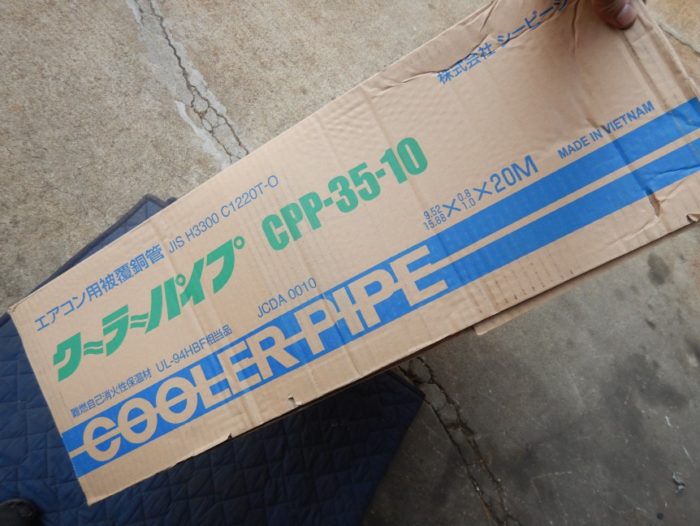 株式会社 シーピー
エアコン用被覆銅管 JIS H3300 C1220T-O
クーラーパイプ CPP-35-10
9.52 0.8
15.88 × 1.0 × 20M
MADE IN VIETNAM
難燃自己消火性保温材 UL-94HBF相当品 JCDA 0010
COOLER-PIPE